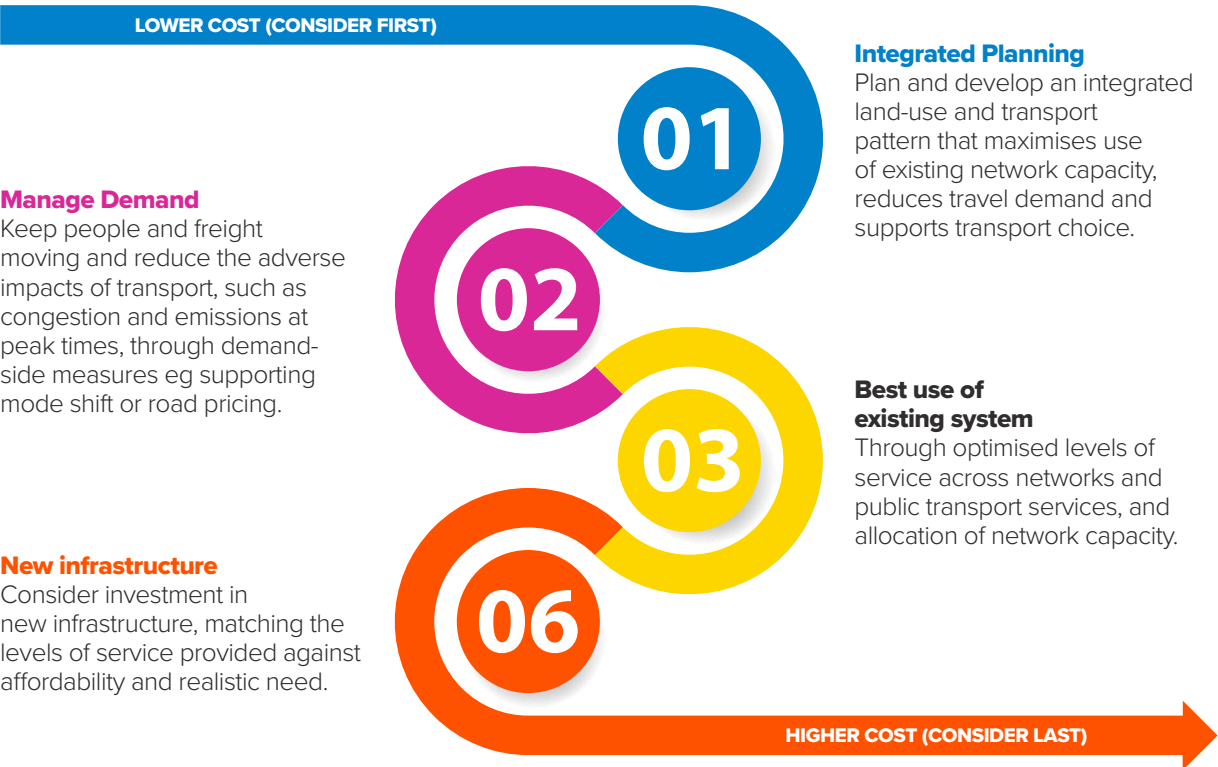 LOWER COST (CONSIDER FIRST)
01
Integrated Planning
Plan and develop an integrated
land-use and transport
pattern that maximises use
of existing network capacity,
reduces travel demand and
supports transport choice.
Manage Demand
Keep people and freight
moving and reduce the adverse
impacts of transport, such as
congestion and emissions at
peak times, through demand-
side measures eg supporting
mode shift or road pricing.
02
03
Best use of
existing system
Through optimised levels of
service across networks and
public transport services, and
allocation of network capacity.
New infrastructure
Consider investment in
new infrastructure, matching the
levels of service provided against
affordability and realistic need.
06
HIGHER COST (CONSIDER LAST)